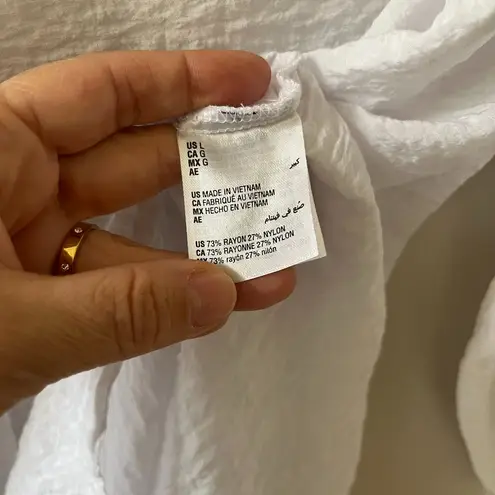 US L
CA G
MX G
AE كبير
US MADE IN VIETNAM
CA FABRIQUÉ AU VIETNAM
MX HECHO EN VIETNAM
AE صنع في فيتنام
US 73% RAYON 27% NYLON
CA 73% RAYONNE 27% NYLON
MX 73% rayón 27% nilón